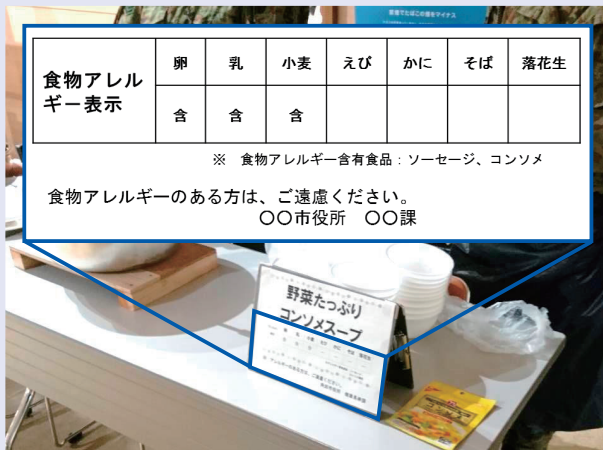 食物アレルギー表示
卵 乳 小麦 えび かに そば 落花生
含 含 含
※ 食物アレルギー含有食品：ソーセージ、コンソメ
食物アレルギーのある方は、ご遠慮ください。
〇〇市役所 〇〇課
野菜たっぷり
コンソメスープ